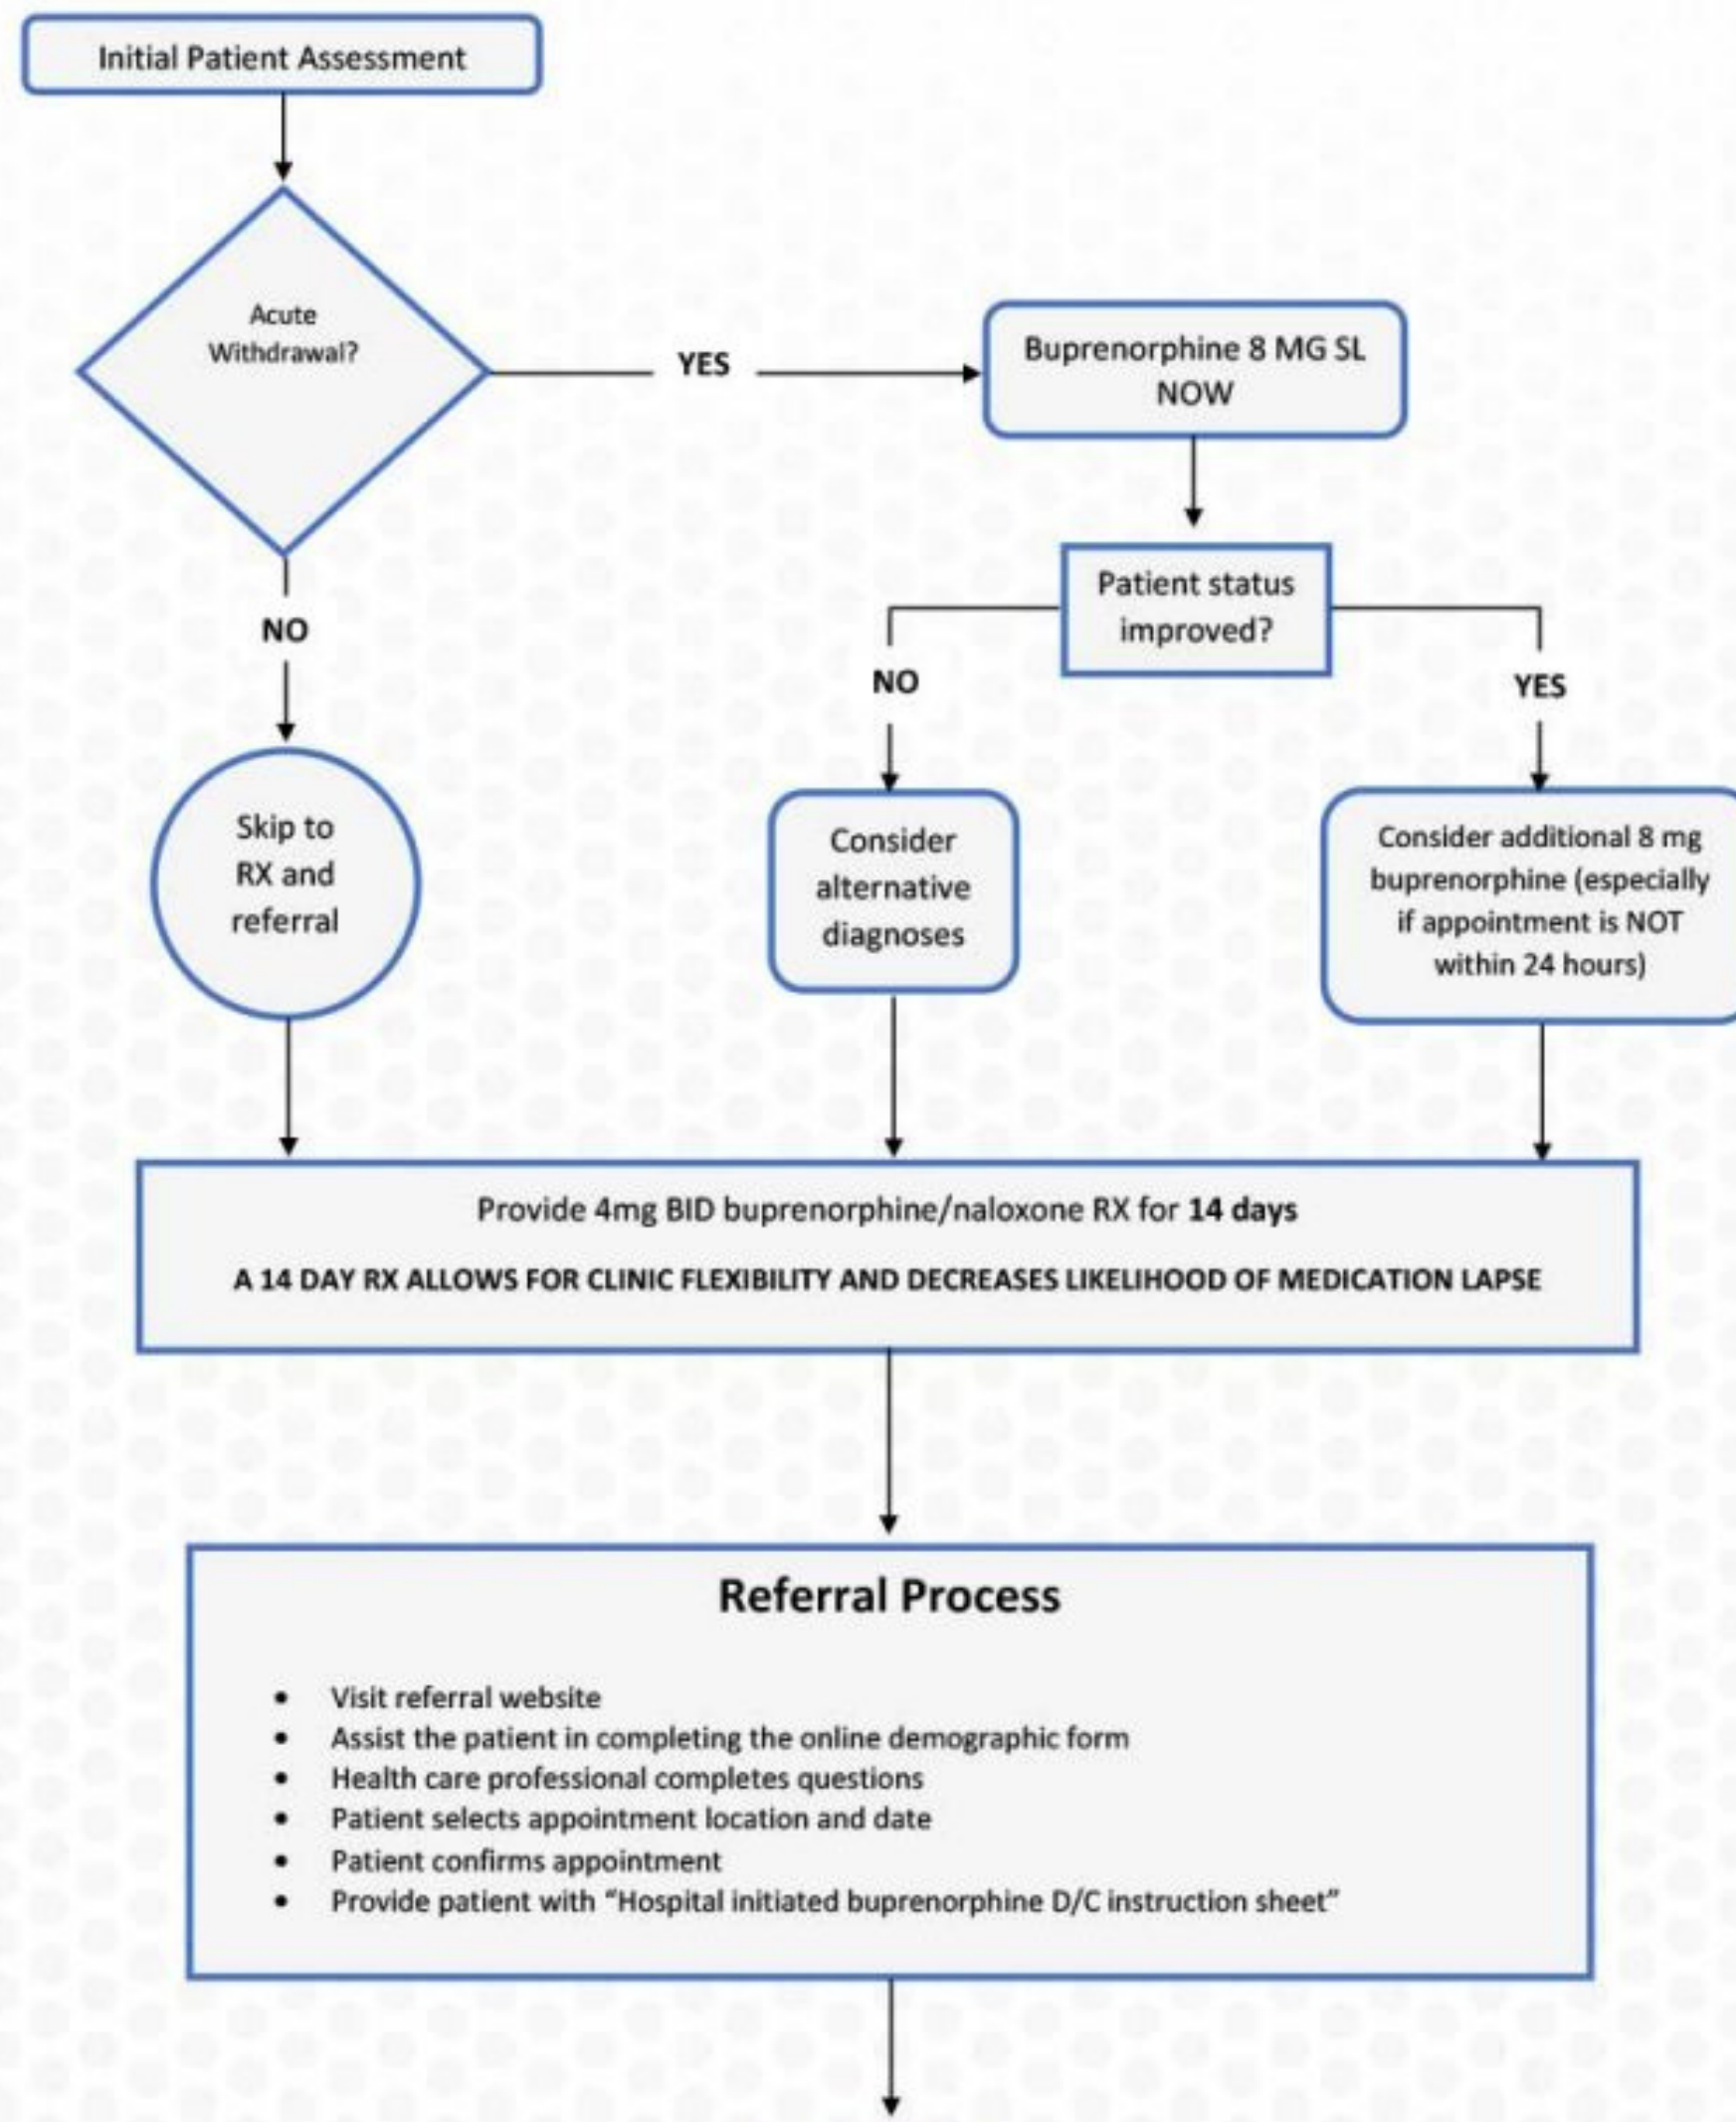 Initial Patient Assessment
Acute
Withdrawal?
YES
Buprenorphine 8 MG SL
NOW
Patient status
improved?
NO
NO
YES
Skip to
RX and
referral
Consider
alternative
diagnoses
Consider additional 8 mg
buprenorphine (especially
if appointment is NOT
within 24 hours)
Provide 4mg BID buprenorphine/naloxone RX for 14 days
A 14 DAY RX ALLOWS FOR CLINIC FLEXIBILITY AND DECREASES LIKELIHOOD OF MEDICATION LAPSE
Referral Process
• Visit referral website
• Assist the patient in completing the online demographic form
• Health care professional completes questions
• Patient selects appointment location and date
• Patient confirms appointment
• Provide patient with “Hospital initiated buprenorphine D/C instruction sheet”